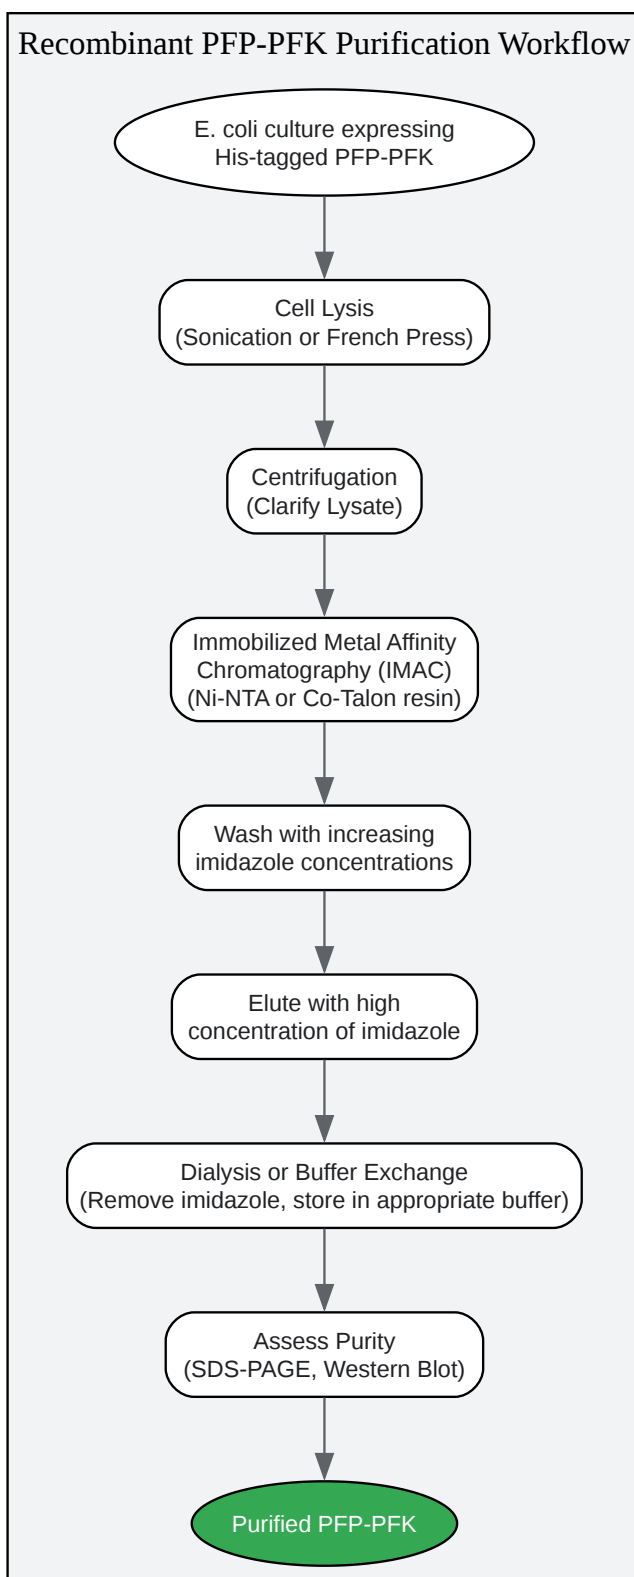 Recombinant PFP-PFK Purification Workflow
E. coli culture expressing
His-tagged PFP-PFK
Cell Lysis
(Sonication or French Press)
Centrifugation
(Clarify Lysate)
Immobilized Metal Affinity
Chromatography (IMAC)
(Ni-NTA or Co-Talon resin)
Wash with increasing
imidazole concentrations
Elute with high
concentration of imidazole
Dialysis or Buffer Exchange
(Remove imidazole, store in appropriate buffer)
Assess Purity
(SDS-PAGE, Western Blot)
Purified PFP-PFK